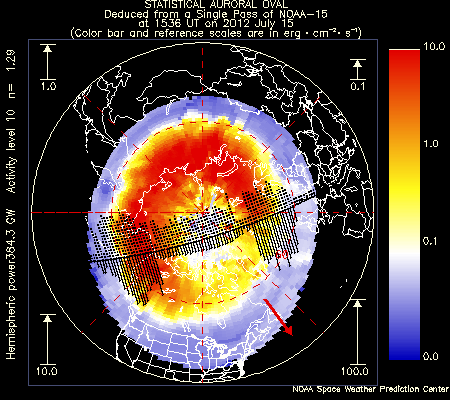 STATISTICAL AURORAL OVAL
Deduced from a Single Pass of NOAA-15
at 1536 UT on 2012 July 15
(Color bar and reference scales are in erg · cm⁻² · s⁻¹)
1.0
0.1
10.0
1.0
0.1
0.0
Hemispheric power384.3 GW Activity level 10 n= 1.29
10.0
100.0
NOAA Space Weather Prediction Center